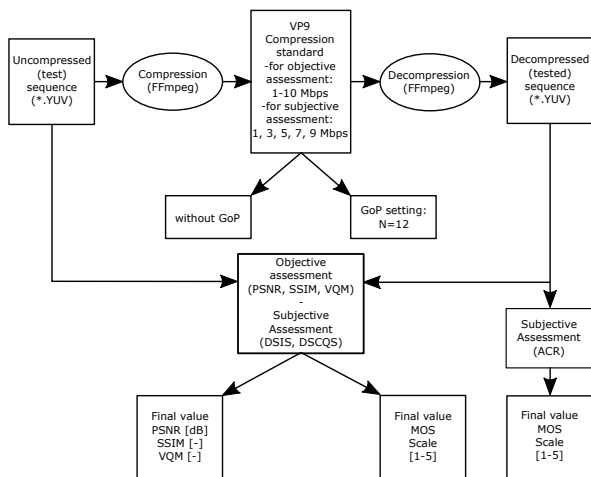 Uncompressed
(test)
sequence
(*.YUV)
Compression
(FFmpeg)
VP9
Compression
standard
-for objective
assessment:
1-10 Mbps
-for subjective
assessment:
1, 3, 5, 7, 9 Mbps
Decompression
(FFmpeg)
Decompressed
(tested)
sequence
(*.YUV)
without GoP
GoP setting:
N=12
Objective
assessment
(PSNR, SSIM, VQM)
-
Subjective
Assessment
(DSIS, DSCQS)
Subjective
Assessment
(ACR)
Final value
PSNR [dB]
SSIM [-]
VQM [-]
Final value
MOS
Scale
[1-5]
Final value
MOS
Scale
[1-5]